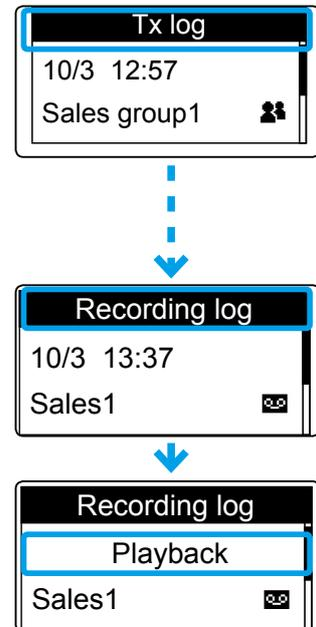 Tx log
10/3 12:57
Sales group1
Recording log
10/3 13:37
Sales1
Recording log
Playback
Sales1